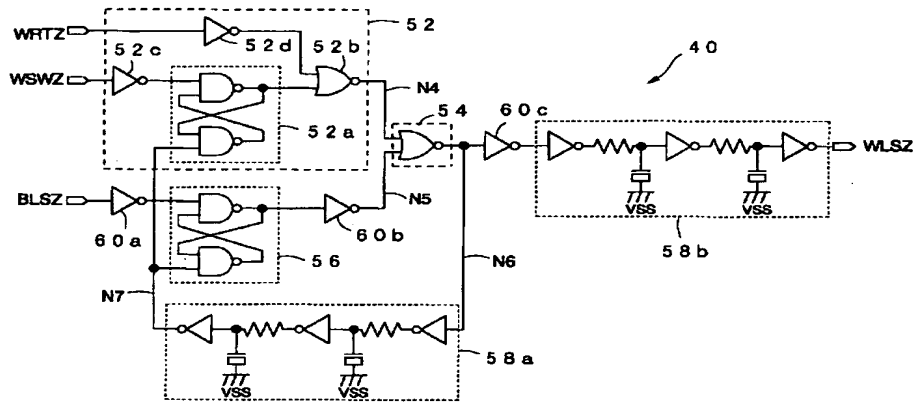 52
WRTZ
52d
52b
52c
40
WSWZ
N4
54
60c
52a
WLSZ
BLSZ
N5
VSS
VSS
60a
60b
58b
56
N6
N7
58a
VSS
VSS